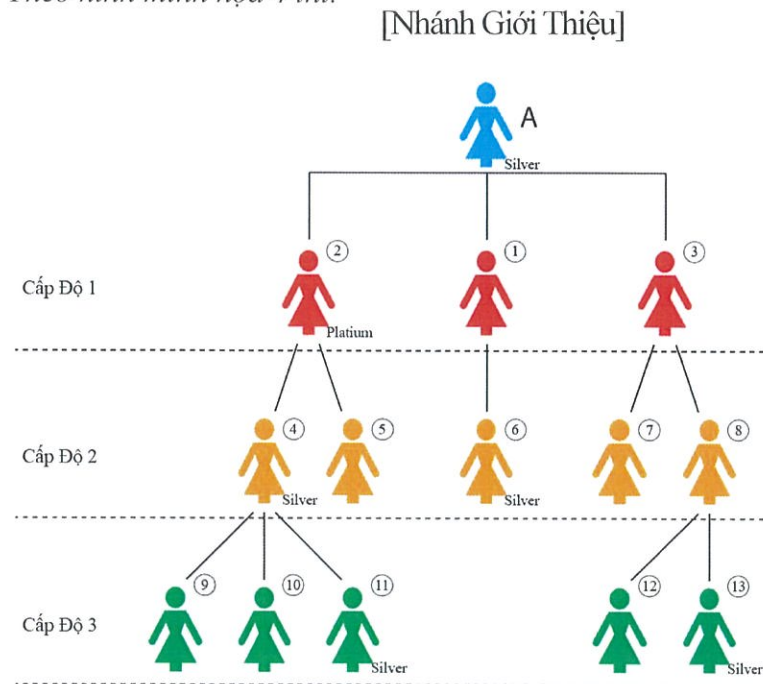 [Nhánh Giới Thiệu]
A
Silver
② ① ③
Cấp Độ 1
Platium
④ ⑤ ⑥ ⑦ ⑧
Cấp Độ 2
Silver Silver
⑨ ⑩ ⑪ ⑫ ⑬
Cấp Độ 3
Silver Silver